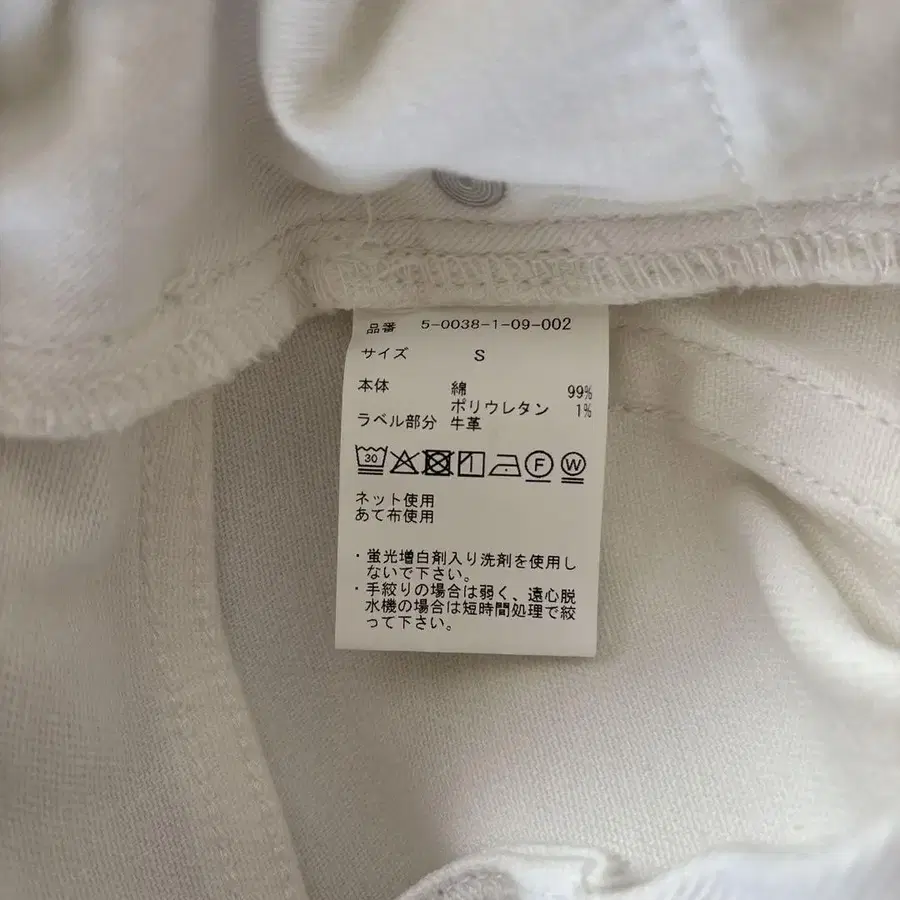 品番 5-0038-1-09-002
サイズ S
本体 綿 99%
ポリウレタン 1%
ラベル部分 牛革
30 F W
ネット使用
あて布使用
・蛍光増白剤入り洗剤を使用し
ないで下さい。
・手絞りの場合は弱く、遠心脱
水機の場合は短時間処理で絞
って下さい。